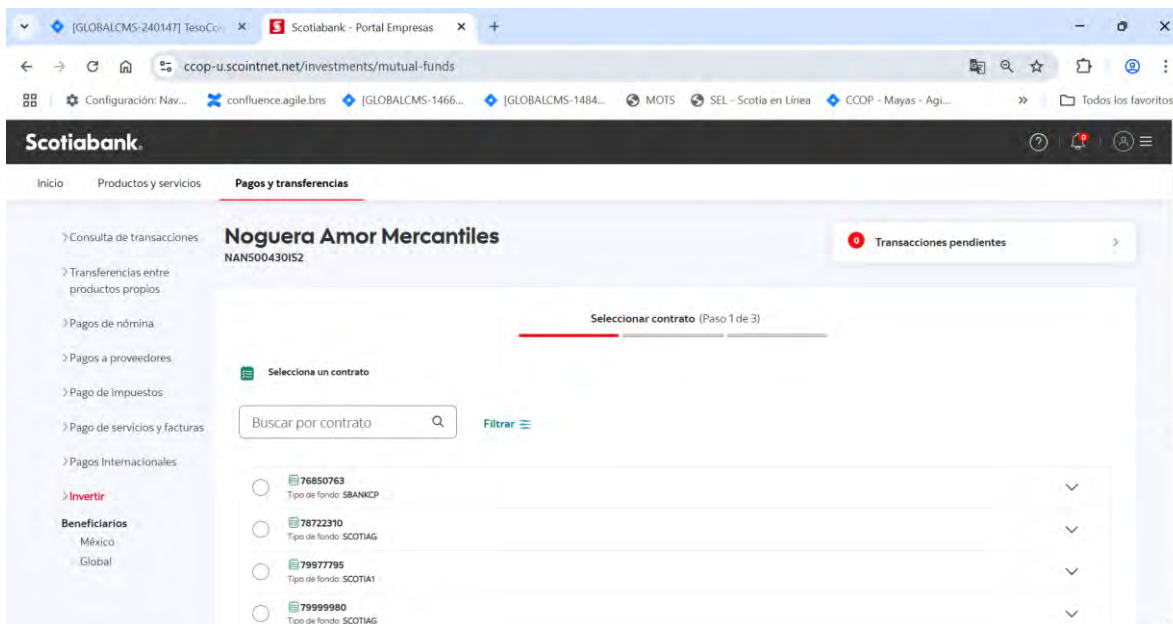 [GLOBALCMS-240147] TesoCo
Scotiabank - Portal Empresas
ccop-u.scointnet.net/investments/mutual-funds
Configuración: Nav...
confluence.agile.bns
[GLOBALCMS-1466...
[GLOBALCMS-1484...
MOTS
SEL - Scotia en Línea
CCOP - Mayas - Agi...
»
Todos los favoritos
Scotiabank.
Inicio
Productos y servicios
Pagos y transferencias
Consulta de transacciones
Transferencias entre
productos propios
Pagos de nómina
Pagos a proveedores
Pago de impuestos
Pago de servicios y facturas
Pagos Internacionales
Invertir
Beneficiarios
México
Global
Noguera Amor Mercantiles
NAN500430IS2
0 Transacciones pendientes
Seleccionar contrato (Paso 1 de 3)
Selecciona un contrato
Buscar por contrato
Filtrar
76850763
Tipo de fondo: SBANKCP
78722310
Tipo de fondo: SCOTIAG
79977795
Tipo de fondo: SCOTIA1
79999980
Tipo de fondo: SCOTIAG